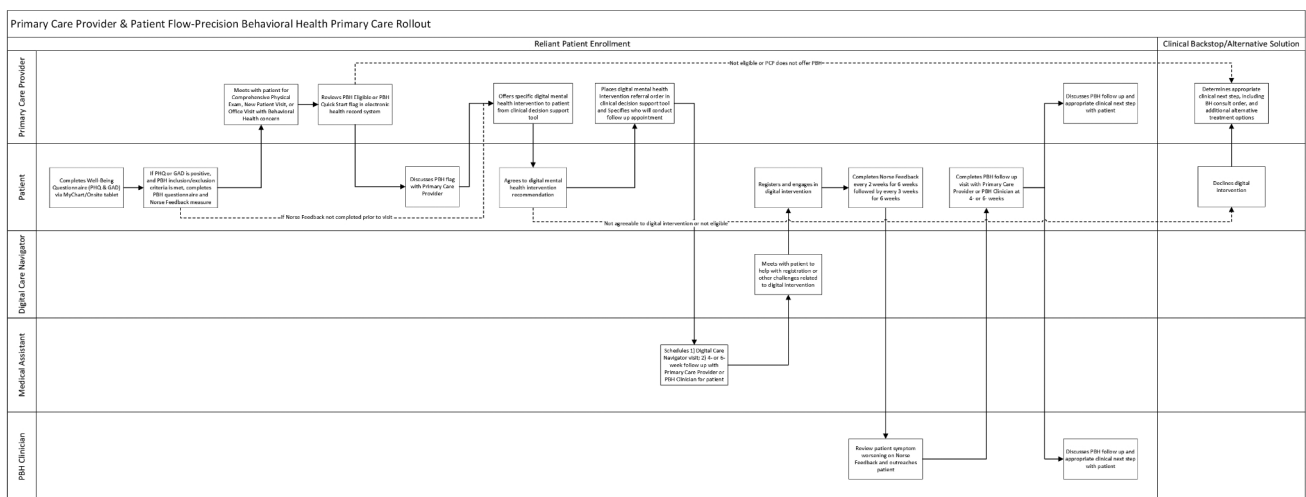 Primary Care Provider & Patient Flow-Precision Behavioral Health Primary Care Rollout
Reliant Patient Enrollment
Clinical Backstop/Alternative Solution
Primary Care Provider
Not eligible or PCP does not offer PBH
Meets with patient for
Comprehensive Physical
Exam, New Patient Visit, or
Office Visit with Behavioral
Health concern
Reviews PBH Eligible or PBH
Quick Start flag in electronic
health record system
Offers specific digital mental
health intervention to patient
from clinical decision support
tool
Places digital mental health
intervention referral order in
clinical decision support tool
and Specifies who will conduct
follow up appointment
Discusses PBH follow up and
appropriate clinical next step
with patient
Determines appropriate
clinical next step, including
BH consult order, and
additional alternative
treatment options
Patient
Completes Well-Being
Questionnaire (PHQ & GAD)
via MyChart/Onsite tablet
If PHQ or GAD is positive,
and PBH inclusion/exclusion
criteria is met, completes
PBH questionnaire and
Norse Feedback measure
Discusses PBH flag
with Primary Care
Provider
Agrees to digital mental
health intervention
recommendation
Registers and engages in
digital intervention
Completes Norse Feedback
every 2 weeks for 6 weeks
followed by every 3 weeks
for 6 weeks
Completes PBH follow up
visit with Primary Care
Provider or PBH Clinician at
4- or 6- weeks
Declines digital
intervention
If Norse Feedback not completed prior to visit
Not agreeable to digital intervention or not eligible
Digital Care Navigator
Meets with patient to
help with registration or
other challenges related
to digital intervention
Medical Assistant
Schedules 1) Digital Care
Navigator visit; 2) 4- or 6-
week follow up with
Primary Care Provider or
PBH Clinician for patient
PBH Clinician
Review patient symptom
worsening on Norse
Feedback and outreaches
patient
Discusses PBH follow up and
appropriate clinical next step
with patient